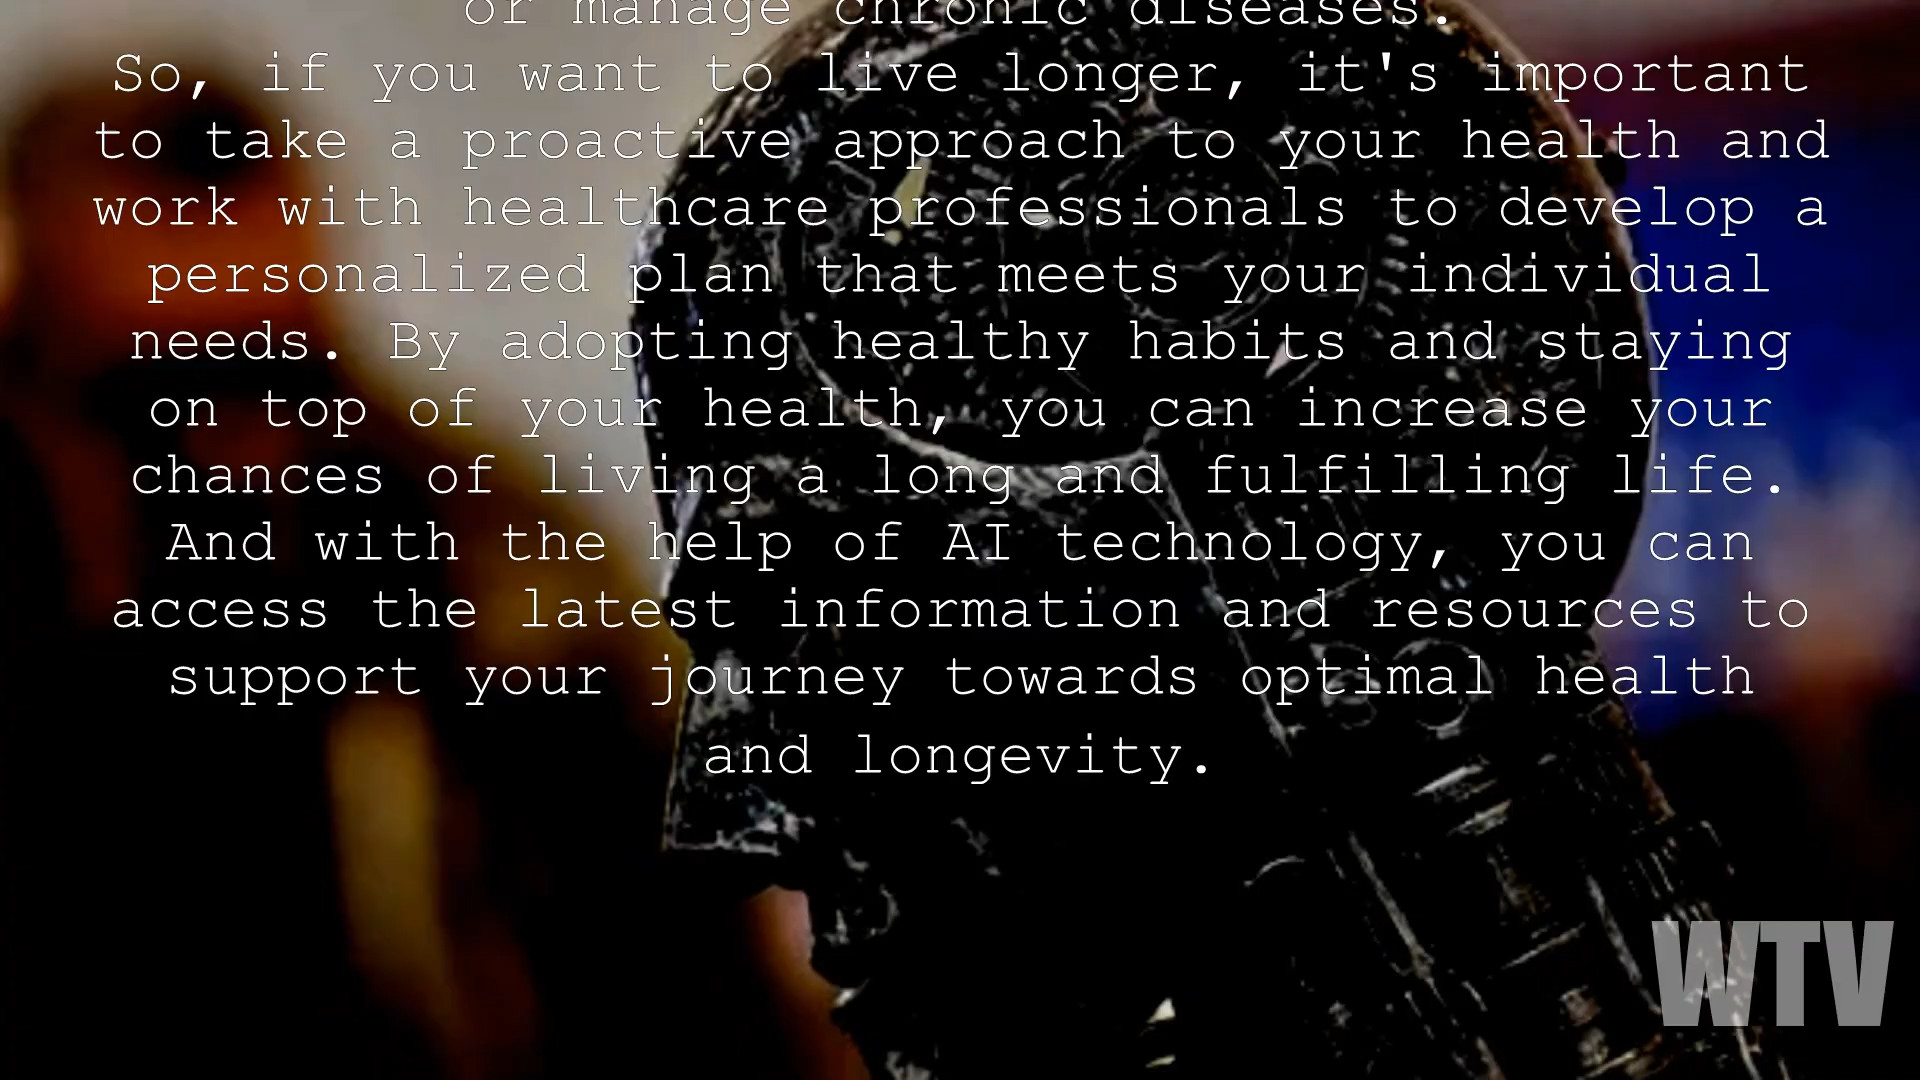 or manage chronic diseases.
So, if you want to live longer, it's important
to take a proactive approach to your health and
work with healthcare professionals to develop a
personalized plan that meets your individual
needs. By adopting healthy habits and staying
on top of your health, you can increase your
chances of living a long and fulfilling life.
And with the help of AI technology, you can
access the latest information and resources to
support your journey towards optimal health
and longevity.
WTV